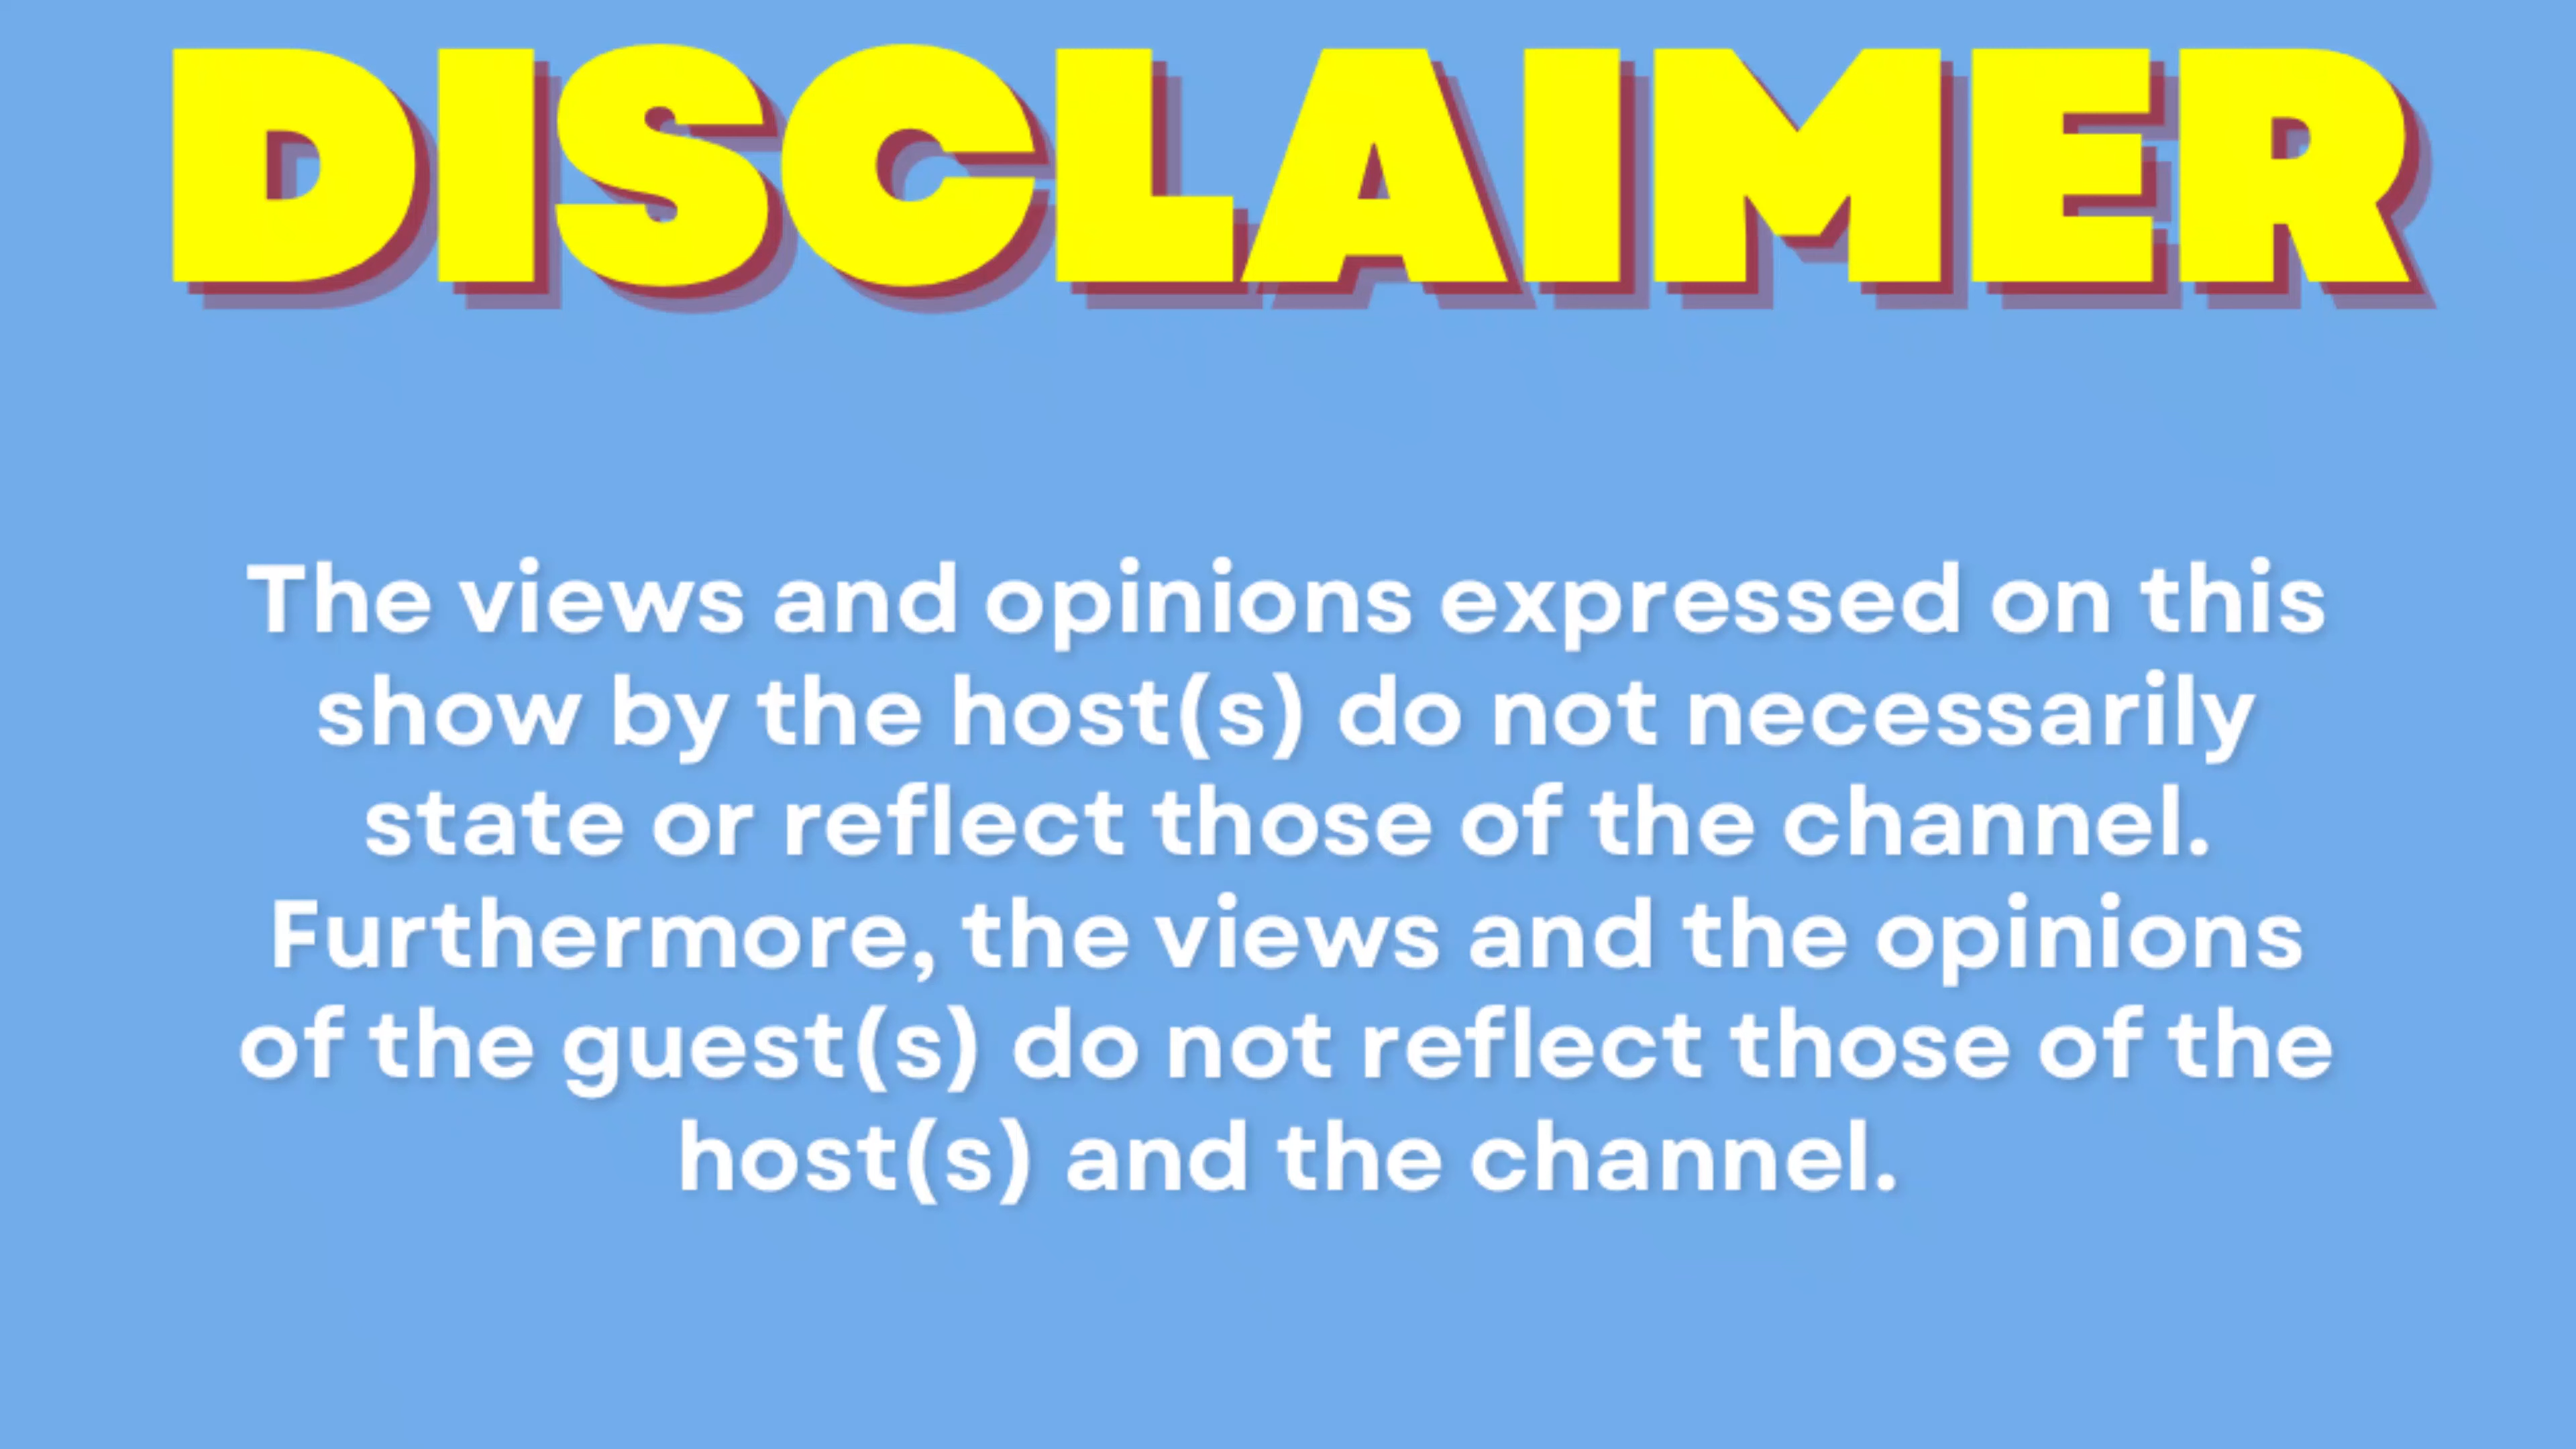 DISCLAIMER
The views and opinions expressed on this
show by the host(s) do not necessarily
state or reflect those of the channel.
Furthermore, the views and the opinions
of the guest(s) do not reflect those of the
host(s) and the channel.